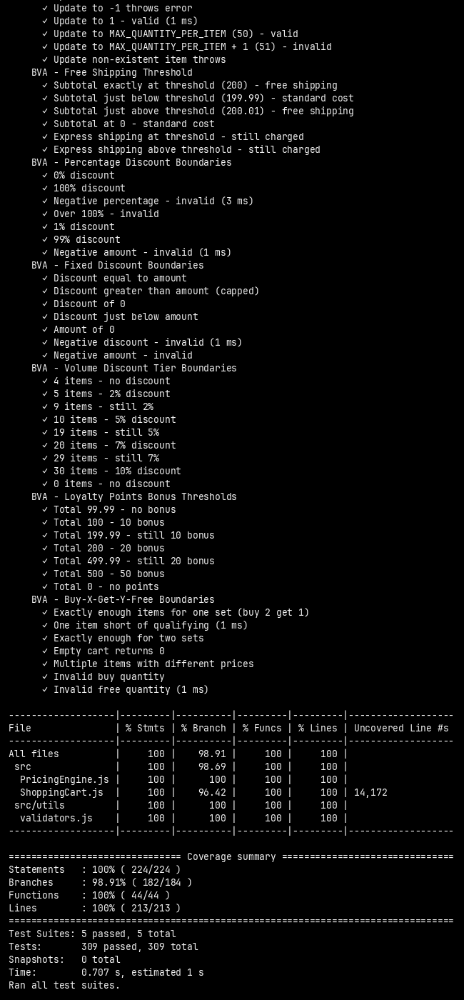 ✓ Update to -1 throws error
✓ Update to 1 - valid (1 ms)
✓ Update to MAX_QUANTITY_PER_ITEM (50) - valid
✓ Update to MAX_QUANTITY_PER_ITEM + 1 (51) - invalid
✓ Update non-existent item throws
BVA - Free Shipping Threshold
✓ Subtotal exactly at threshold (200) - free shipping
✓ Subtotal just below threshold (199.99) - standard cost
✓ Subtotal just above threshold (200.01) - free shipping
✓ Subtotal at 0 - standard cost
✓ Express shipping at threshold - still charged
✓ Express shipping above threshold - still charged
BVA - Percentage Discount Boundaries
✓ 0% discount
✓ 100% discount
✓ Negative percentage - invalid (3 ms)
✓ Over 100% - invalid
✓ 1% discount
✓ 99% discount
✓ Negative amount - invalid (1 ms)
BVA - Fixed Discount Boundaries
✓ Discount equal to amount
✓ Discount greater than amount (capped)
✓ Discount of 0
✓ Discount just below amount
✓ Amount of 0
✓ Negative discount - invalid (1 ms)
✓ Negative amount - invalid
BVA - Volume Discount Tier Boundaries
✓ 4 items - no discount
✓ 5 items - 2% discount
✓ 9 items - still 2%
✓ 10 items - 5% discount
✓ 19 items - still 5%
✓ 20 items - 7% discount
✓ 29 items - still 7%
✓ 30 items - 10% discount
✓ 0 items - no discount
BVA - Loyalty Points Bonus Thresholds
✓ Total 99.99 - no bonus
✓ Total 100 - 10 bonus
✓ Total 199.99 - still 10 bonus
✓ Total 200 - 20 bonus
✓ Total 499.99 - still 20 bonus
✓ Total 500 - 50 bonus
✓ Total 0 - no points
BVA - Buy-X-Get-Y-Free Boundaries
✓ Exactly enough items for one set (buy 2 get 1)
✓ One item short of qualifying (1 ms)
✓ Exactly enough for two sets
✓ Empty cart returns 0
✓ Multiple items with different prices
✓ Invalid buy quantity
✓ Invalid free quantity (1 ms)
-------------------|---------|----------|---------|---------|-------------------
File               | % Stmts | % Branch | % Funcs | % Lines | Uncovered Line #s
-------------------|---------|----------|---------|---------|-------------------
All files          |     100 |    98.91 |     100 |     100 |
 src               |     100 |    98.69 |     100 |     100 |
  PricingEngine.js |     100 |      100 |     100 |     100 |
  ShoppingCart.js  |     100 |    96.42 |     100 |     100 | 14,172
 src/utils         |     100 |      100 |     100 |     100 |
  validators.js    |     100 |      100 |     100 |     100 |
-------------------|---------|----------|---------|---------|-------------------
=============================== Coverage summary ===============================
Statements   : 100% ( 224/224 )
Branches     : 98.91% ( 182/184 )
Functions    : 100% ( 44/44 )
Lines        : 100% ( 213/213 )
================================================================================
Test Suites: 5 passed, 5 total
Tests:       309 passed, 309 total
Snapshots:   0 total
Time:        0.707 s, estimated 1 s
Ran all test suites.